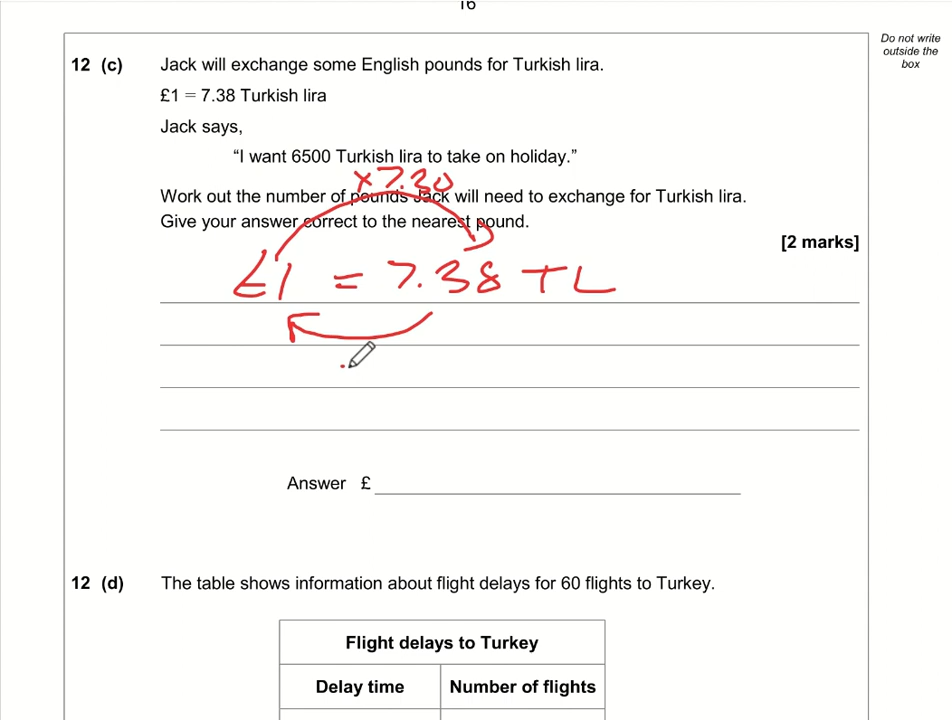 16
Do not write
outside the
box
12 (c) Jack will exchange some English pounds for Turkish lira.
£1 = 7.38 Turkish lira
Jack says,
“I want 6500 Turkish lira to take on holiday.”
×7.30
Work out the number of pounds Jack will need to exchange for Turkish lira.
Give your answer correct to the nearest pound.
[2 marks]
£1 = 7.38 TL
Answer £
12 (d) The table shows information about flight delays for 60 flights to Turkey.
Flight delays to Turkey
Delay time Number of flights